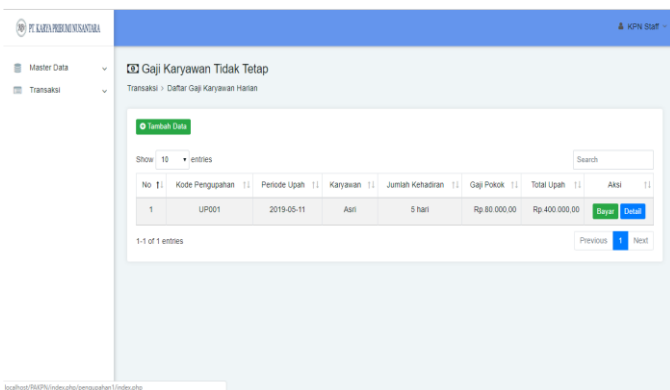 PT. KARYA PRIBUMI NUSANTARA
KPN Staff
Master Data
Transaksi
Gaji Karyawan Tidak Tetap
Transaksi > Daftar Gaji Karyawan Harian
Tambah Data
Show 10 entries
Search
No Kode Pengupahan Periode Upah Karyawan Jumlah Kehadiran Gaji Pokok Total Upah Aksi
1 UP001 2019-05-11 Asri 5 hari Rp.80.000,00 Rp.400.000,00 Bayar Detail
1-1 of 1 entries
Previous 1 Next
localhost/PAKPN/index.php/pengupahan1/index.php